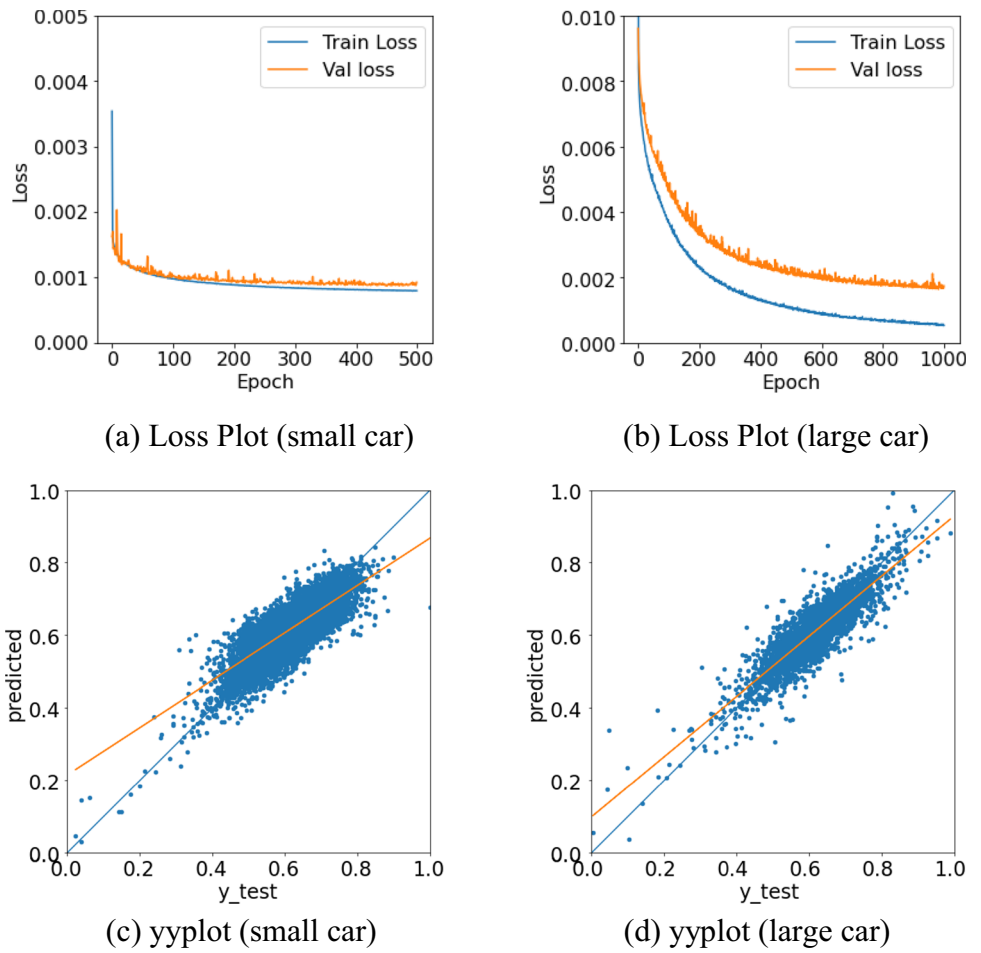 0.005
0.004
0.003
0.002
0.001
0.000
Loss
0 100 200 300 400 500
Epoch
Train Loss
Val loss
(a) Loss Plot (small car)
0.010
0.008
0.006
0.004
0.002
0.000
Loss
0 200 400 600 800 1000
Epoch
Train Loss
Val loss
(b) Loss Plot (large car)
1.0
0.8
0.6
0.4
0.2
0.0
predicted
0.0 0.2 0.4 0.6 0.8 1.0
y_test
(c) yyplot (small car)
1.0
0.8
0.6
0.4
0.2
0.0
predicted
0.0 0.2 0.4 0.6 0.8 1.0
y_test
(d) yyplot (large car)